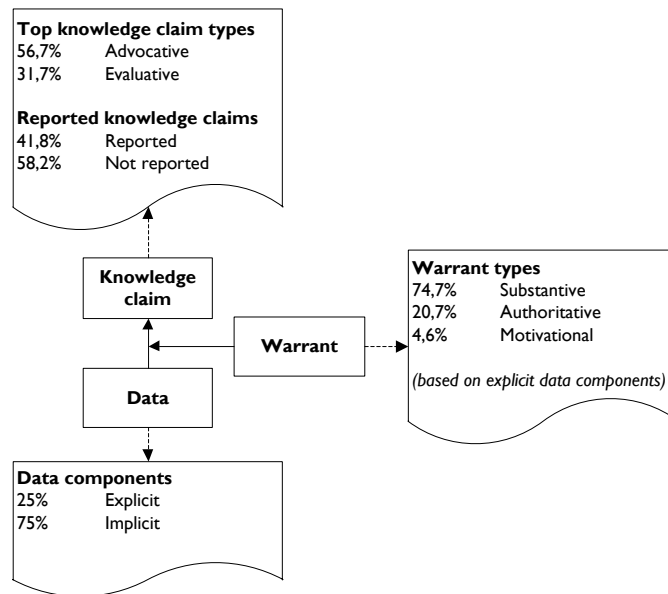 Top knowledge claim types
56,7% Advocative
31,7% Evaluative
Reported knowledge claims
41,8% Reported
58,2% Not reported
Knowledge
claim
Warrant
Data
Warrant types
74,7% Substantive
20,7% Authoritative
4,6% Motivational
(based on explicit data components)
Data components
25% Explicit
75% Implicit